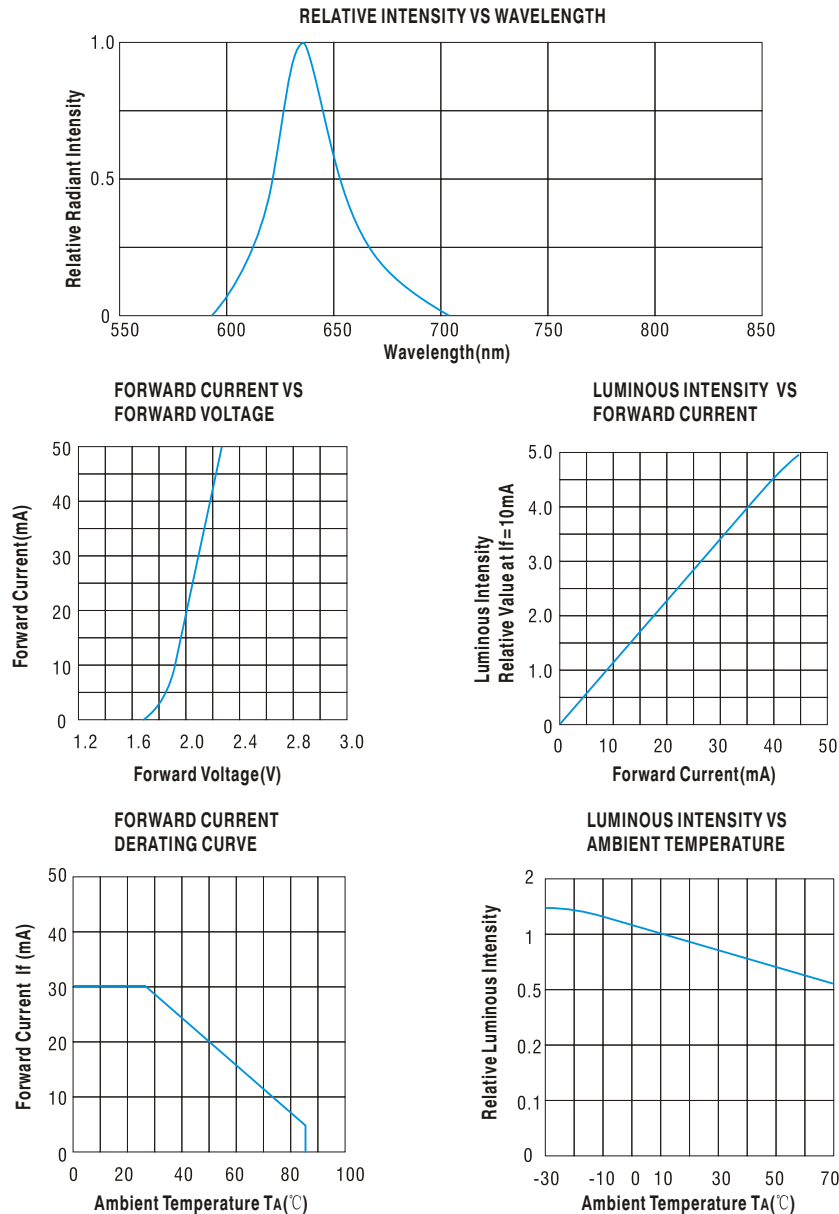 RELATIVE INTENSITY VS WAVELENGTH
1.0
0.5
0
Relative Radiant Intensity
550 600 650 700 750 800 850
Wavelength(nm)
FORWARD CURRENT VS
FORWARD VOLTAGE
50
40
30
20
10
0
Forward Current(mA)
1.2 1.6 2.0 2.4 2.8 3.0
Forward Voltage(V)
LUMINOUS INTENSITY VS
FORWARD CURRENT
5.0
4.0
3.0
2.0
1.0
0
Luminous Intensity
Relative Value at If=10mA
0 10 20 30 40 50
Forward Current(mA)
FORWARD CURRENT
DERATING CURVE
50
40
30
20
10
0
Forward Current If (mA)
0 20 40 60 80 100
Ambient Temperature TA(℃)
LUMINOUS INTENSITY VS
AMBIENT TEMPERATURE
2
1
0.5
0.2
0.1
0
Relative Luminous Intensity
-30 -10 0 10 30 50 70
Ambient Temperature TA(℃)